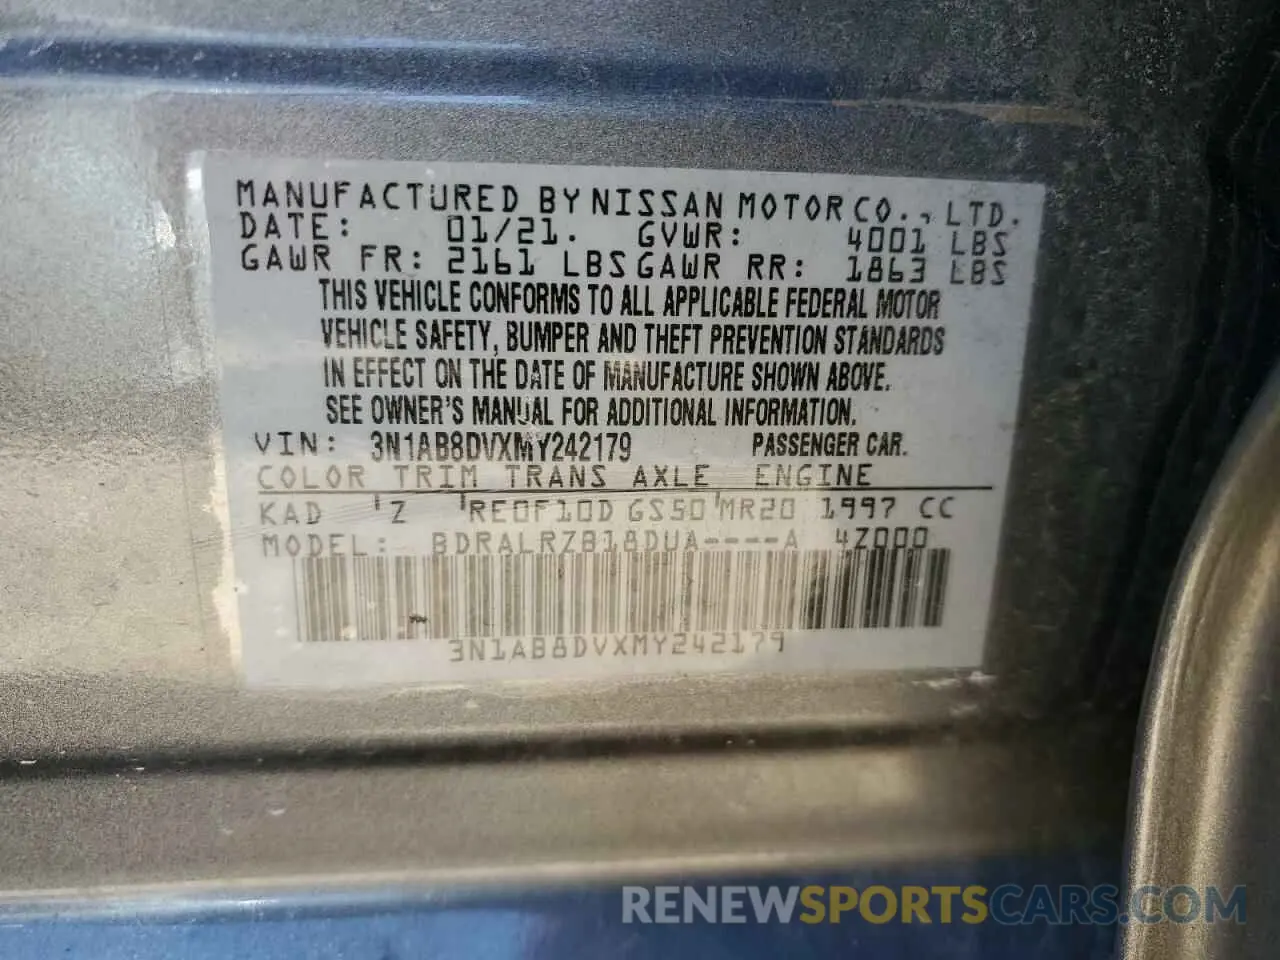 MANUFACTURED BY NISSAN MOTOR CO., LTD.
DATE: 01/21. GVWR: 4001 LBS
GAWR FR: 2161 LBS GAWR RR: 1863 LBS
THIS VEHICLE CONFORMS TO ALL APPLICABLE FEDERAL MOTOR
VEHICLE SAFETY, BUMPER AND THEFT PREVENTION STANDARDS
IN EFFECT ON THE DATE OF MANUFACTURE SHOWN ABOVE.
SEE OWNER'S MANUAL FOR ADDITIONAL INFORMATION.
VIN: 3N1AB8DVXMY242179 PASSENGER CAR.
COLOR TRIM TRANS AXLE ENGINE
KAD 'Z 'RE0F10D GS50'MR20 1997 CC
MODEL: BDRALRZB18DUA----A 4Z000
3N1AB8DVXMY242179
RENEWSPORTSCARS.COM